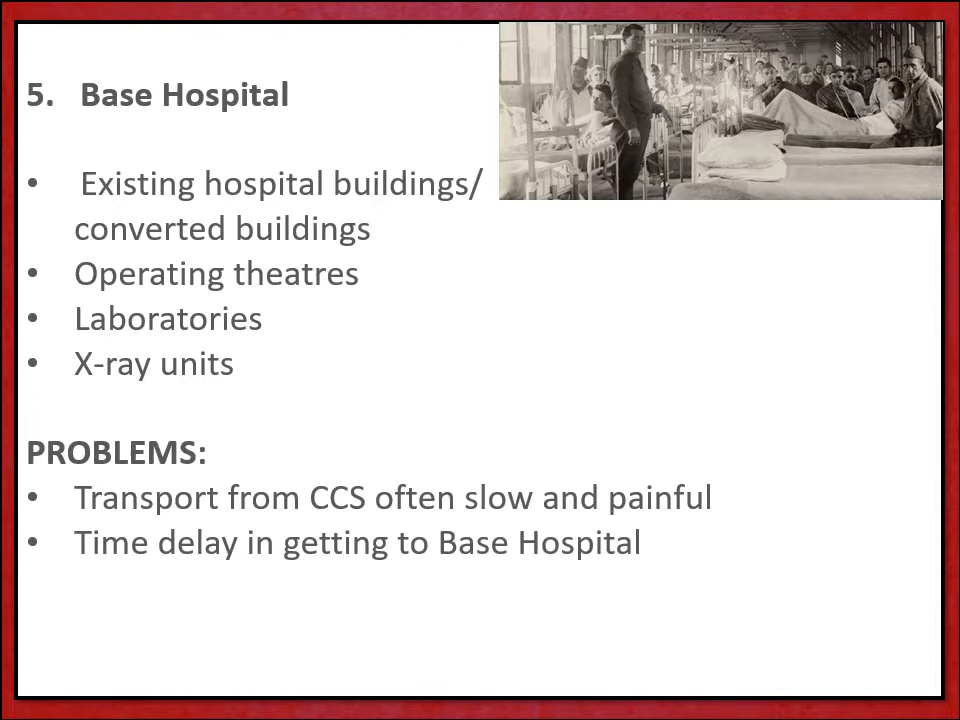 5. Base Hospital
• Existing hospital buildings/
converted buildings
• Operating theatres
• Laboratories
• X-ray units
PROBLEMS:
• Transport from CCS often slow and painful
• Time delay in getting to Base Hospital